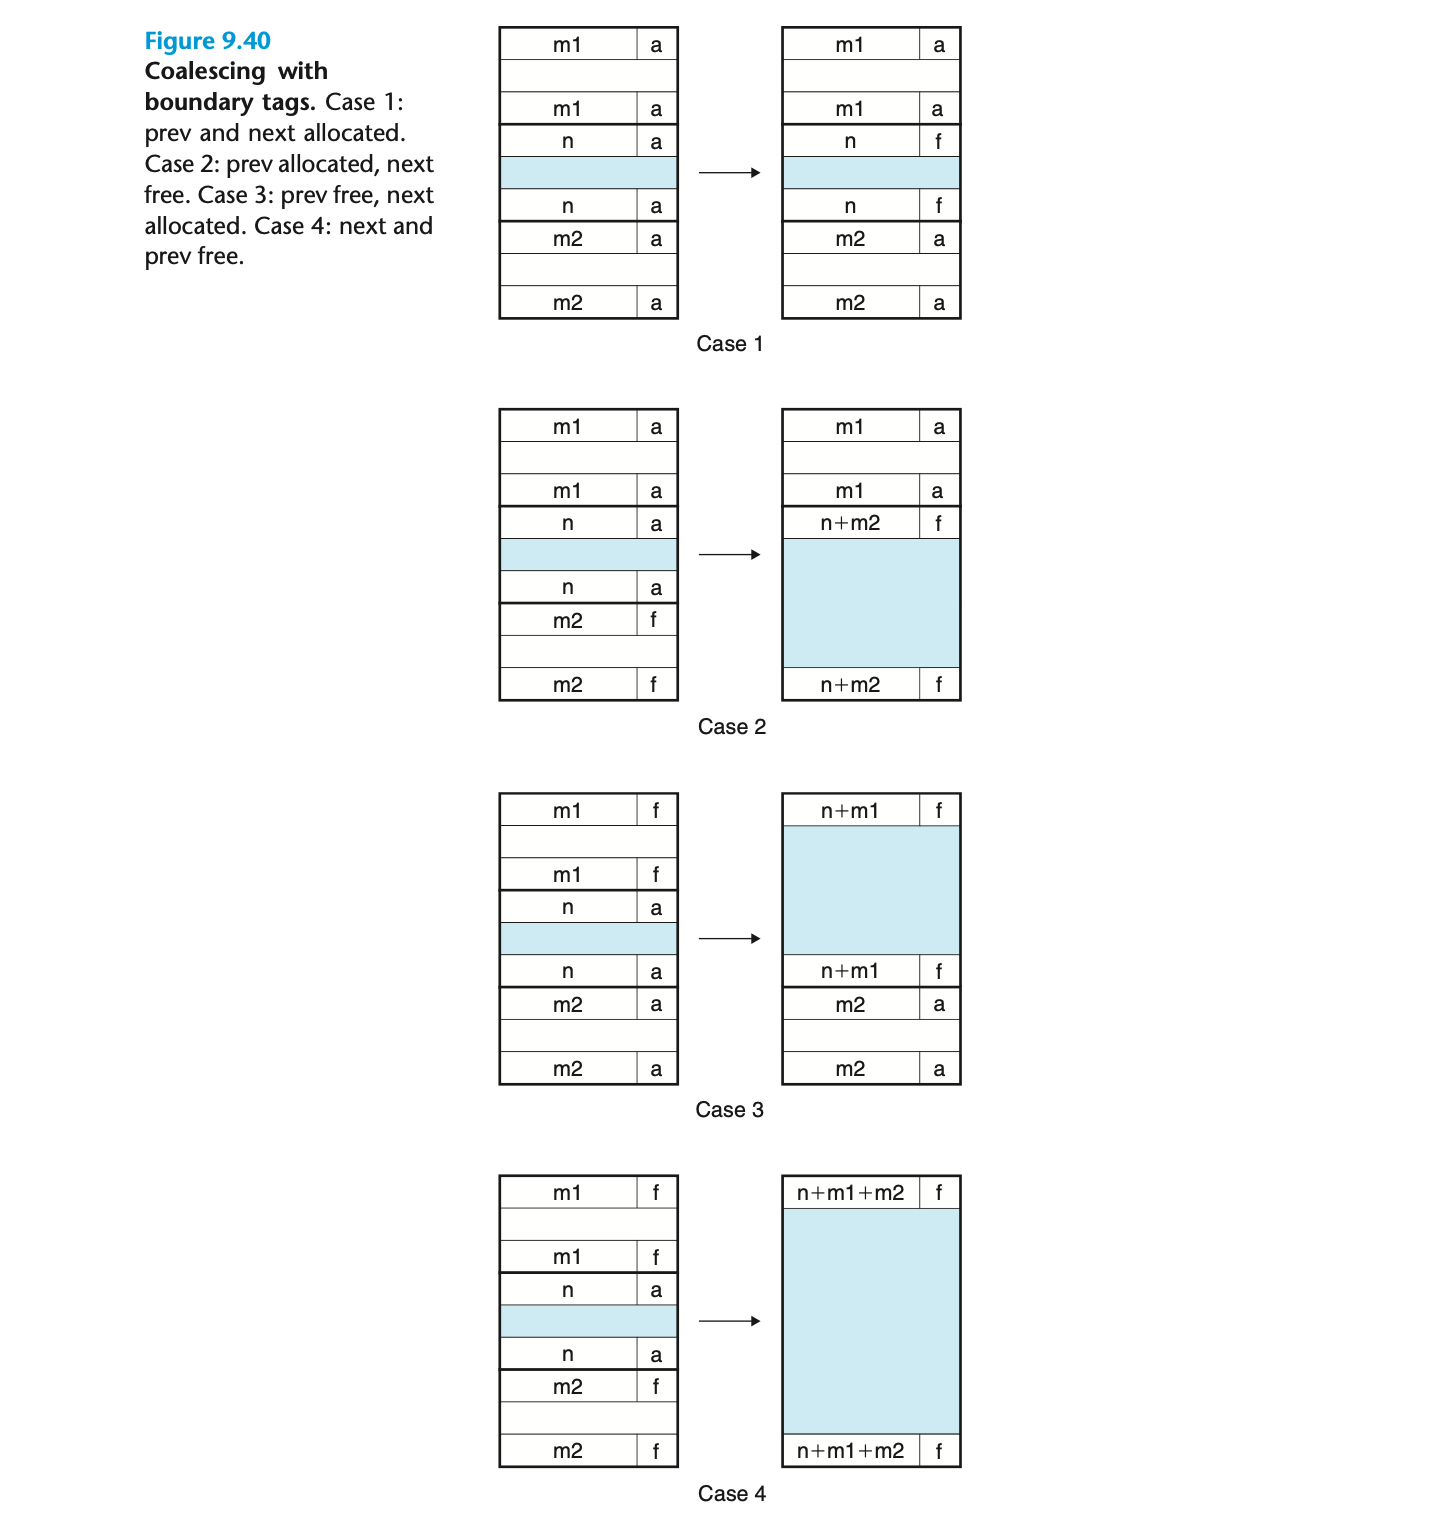 Figure 9.40
Coalescing with
boundary tags. Case 1:
prev and next allocated.
Case 2: prev allocated, next
free. Case 3: prev free, next
allocated. Case 4: next and
prev free.
m1 a m1 a
m1 a m1 a
n a n f
n a n f
m2 a m2 a
m2 a m2 a
Case 1
m1 a m1 a
m1 a m1 a
n a n+m2 f
n a
m2 f
m2 f n+m2 f
Case 2
m1 f n+m1 f
m1 f
n a
n a n+m1 f
m2 a m2 a
m2 a m2 a
Case 3
m1 f n+m1+m2 f
m1 f
n a
n a
m2 f
m2 f n+m1+m2 f
Case 4